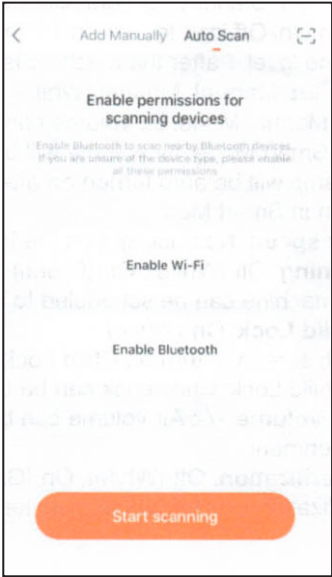 Add Manually Auto Scan
Enable permissions for
scanning devices
Enable Bluetooth to scan nearby Bluetooth devices.
If you are unsure of the device type, please enable
all these permissions.
Enable Wi-Fi
Enable Bluetooth
Start scanning